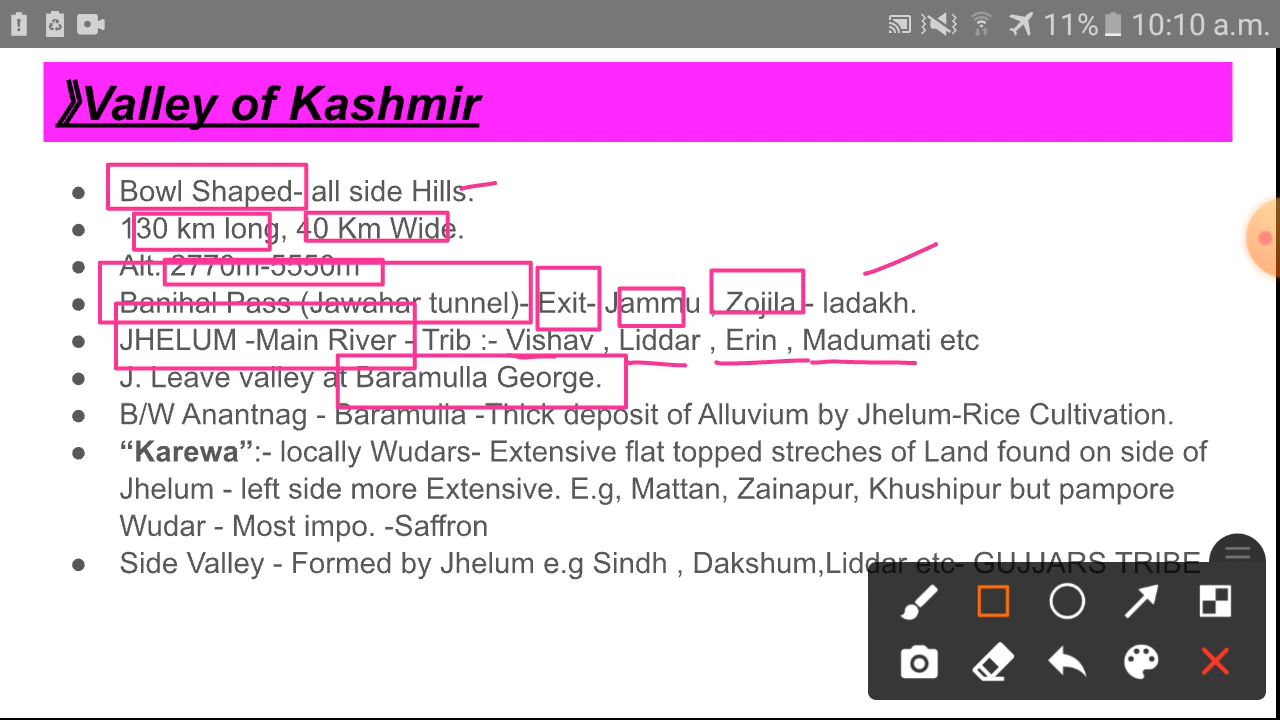 11% 10:10 a.m.
》Valley of Kashmir
● Bowl Shaped- all side Hills.
● 130 km long, 40 Km Wide.
● Alt. 2770m-5550m
● Banihal Pass (Jawahar tunnel)- Exit- Jammu , Zojila - ladakh.
● JHELUM -Main River - Trib :- Vishav , Liddar , Erin , Madumati etc
● J. Leave valley at Baramulla George.
● B/W Anantnag - Baramulla -Thick deposit of Alluvium by Jhelum-Rice Cultivation.
● “Karewa”:- locally Wudars- Extensive flat topped streches of Land found on side of
Jhelum - left side more Extensive. E.g, Mattan, Zainapur, Khushipur but pampore
Wudar - Most impo. -Saffron
● Side Valley - Formed by Jhelum e.g Sindh , Dakshum,Liddar etc- GUJJARS TRIBE